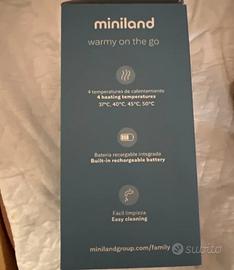 miniland
warmy on the go
4 temperaturas de calentamiento
4 heating temperatures
37°C, 40°C, 45°C, 50°C
Batería recargable integrada
Built-in rechargeable battery
Fácil limpieza
Easy cleaning
minilandgroup.com/family
subito